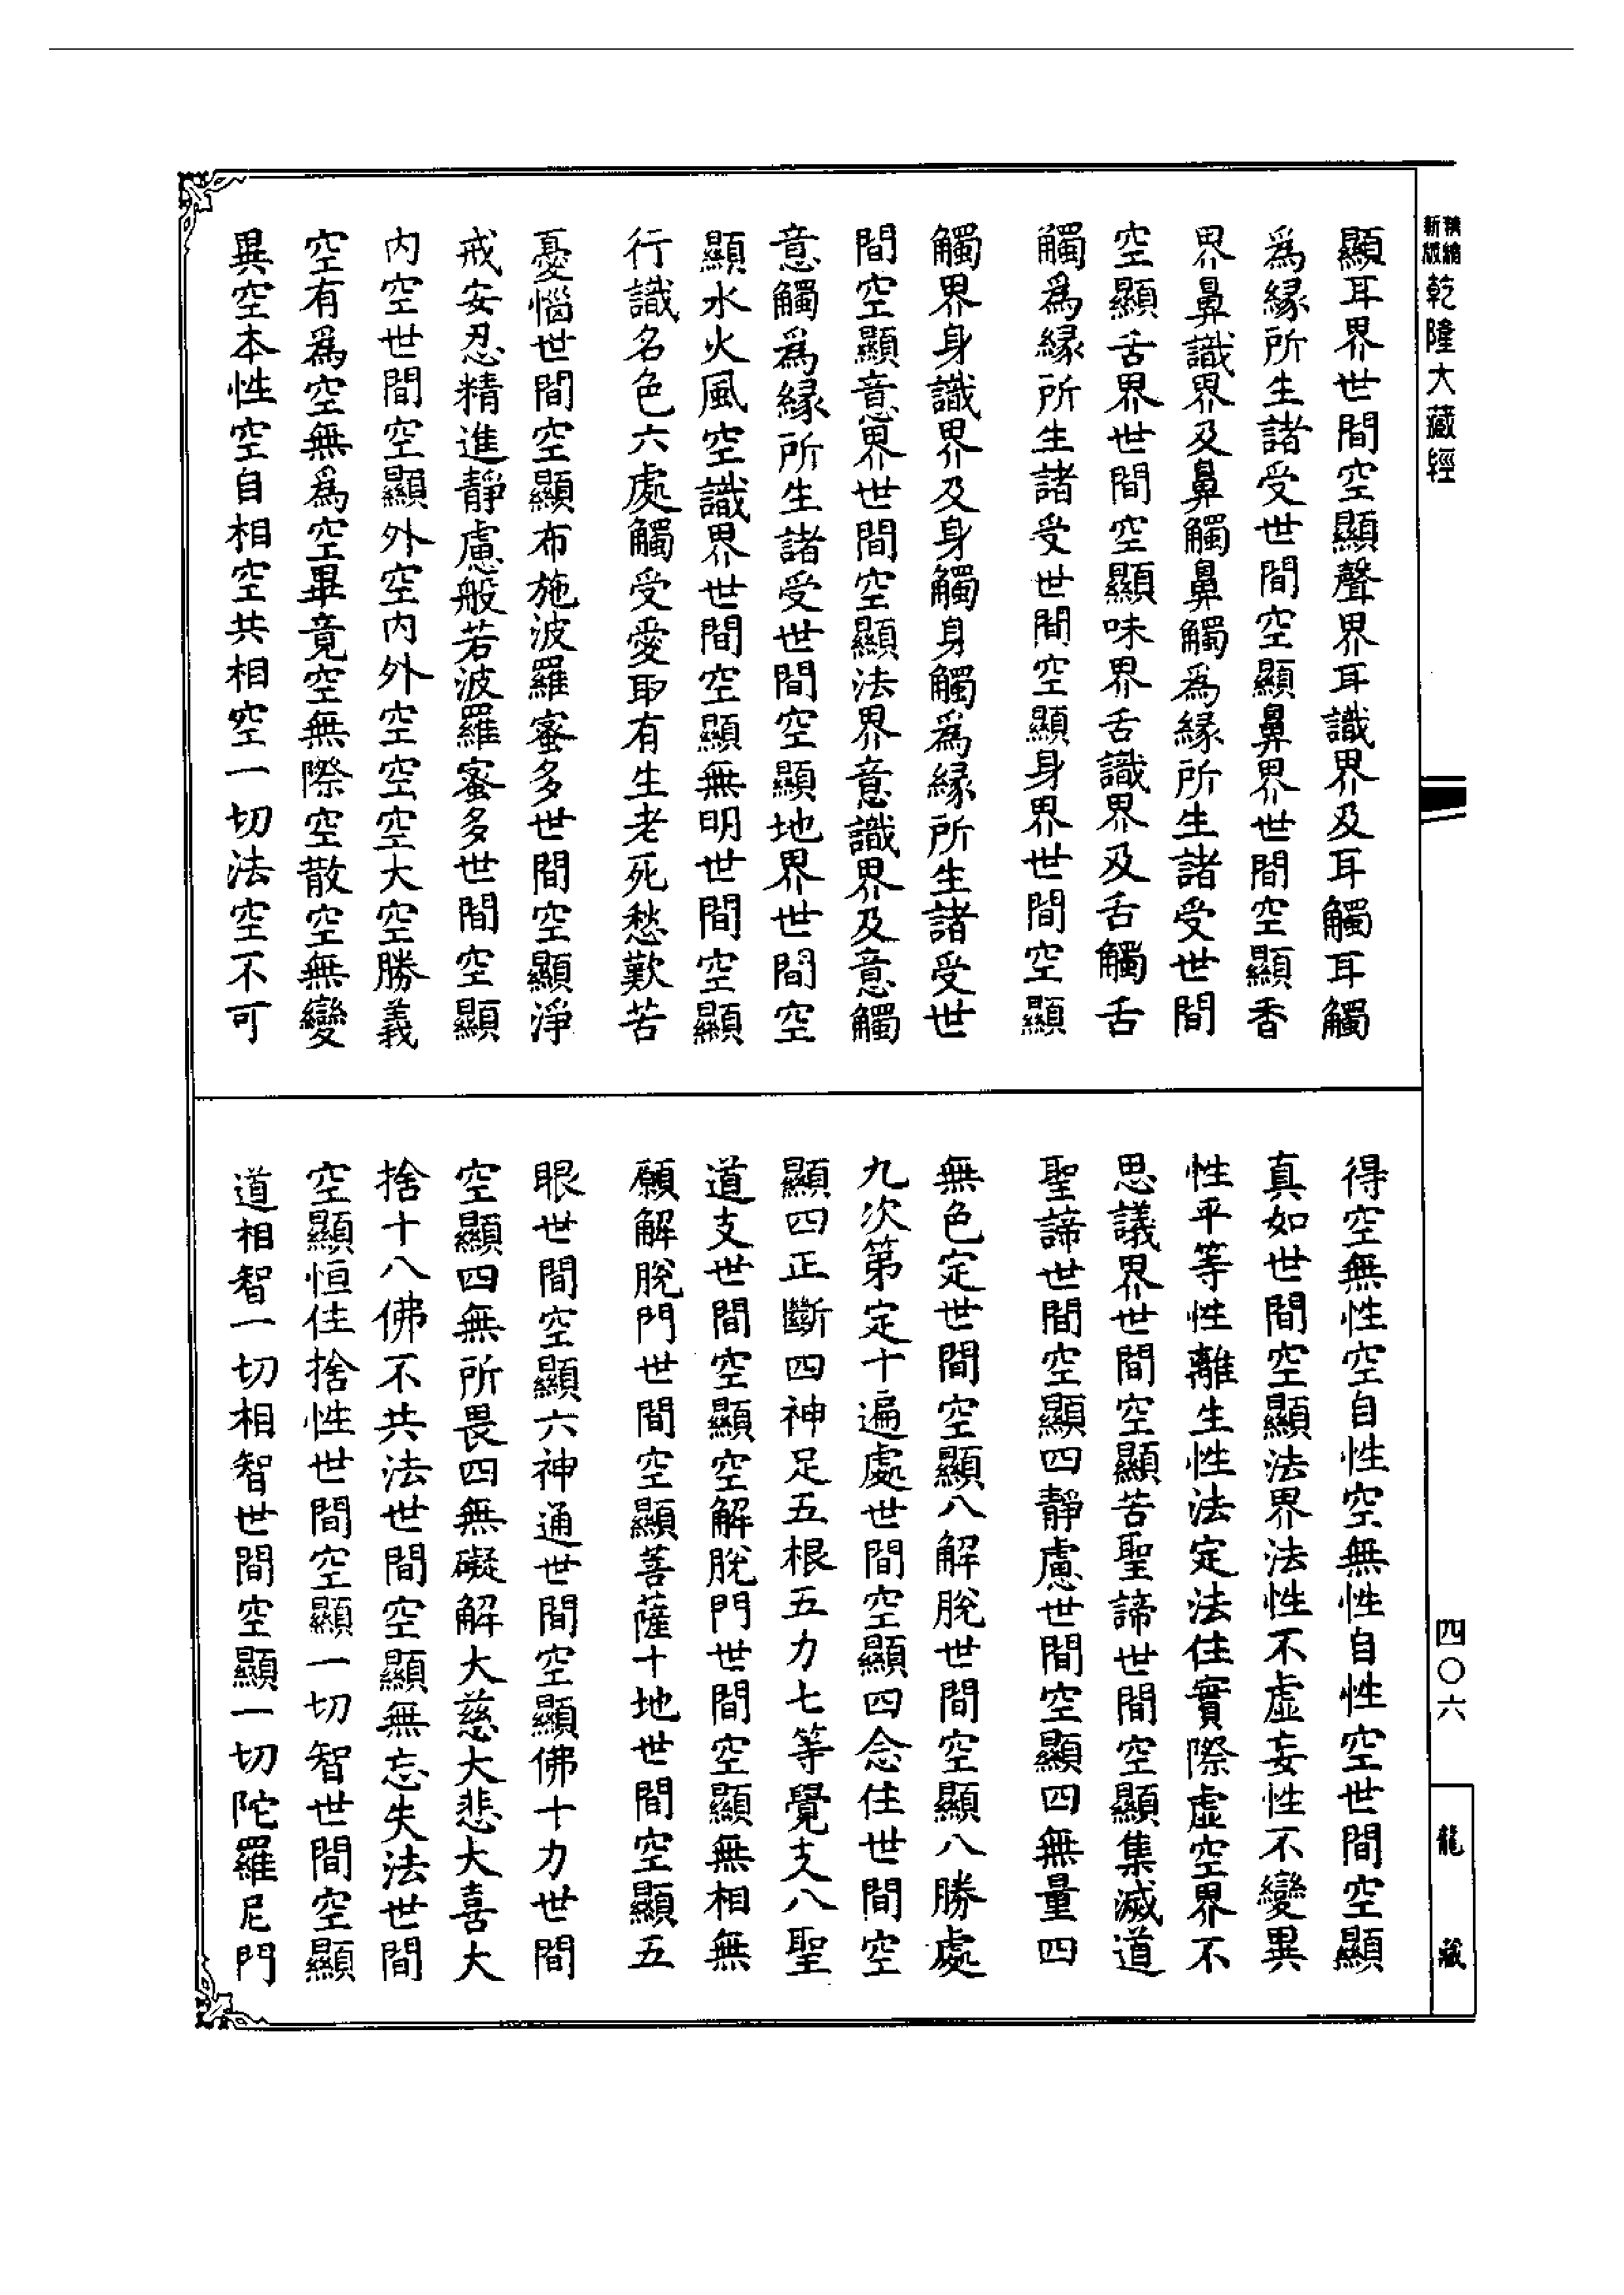 新版精編 乾隆大藏經
四〇六
龍藏
顯耳界世間空顯聲界耳識界及耳觸耳觸
為緣所生諸受世間空顯鼻界世間空顯香
界鼻識界及鼻觸鼻觸為緣所生諸受世間
空顯舌界世間空顯味界舌識界及舌觸舌
觸為緣所生諸受世間空顯身界世間空顯
觸界身識界及身觸身觸為緣所生諸受世
間空顯意界世間空顯法界意識界及意觸
意觸為緣所生諸受世間空顯地界世間空
顯水火風空識界世間空顯無明世間空顯
行識名色六處觸受愛取有生老死愁歎苦
憂惱世間空顯布施波羅蜜多世間空顯淨
戒安忍精進靜慮般若波羅蜜多世間空顯
內空世間空顯外空內外空空空大空勝義
空有為空無為空畢竟空無際空散空無變
異空本性空自相空共相空一切法空不可
得空無性空自性空無性自性空世間空顯
真如世間空顯法界法性不虛妄性不變異
性平等性離生性法定法住實際虛空界不
思議界世間空顯苦聖諦世間空顯集滅道
聖諦世間空顯四靜慮世間空顯四無量四
無色定世間空顯八解脫世間空顯八勝處
九次第定十遍處世間空顯四念住世間空
顯四正斷四神足五根五力七等覺支八聖
道支世間空顯空解脫門世間空顯無相無
願解脫門世間空顯菩薩十地世間空顯五
眼世間空顯六神通世間空顯佛十力世間
空顯四無所畏四無礙解大慈大悲大喜大
捨十八佛不共法世間空顯無忘失法世間
空顯恒住捨性世間空顯一切智世間空顯
道相智一切相智世間空顯一切陀羅尼門